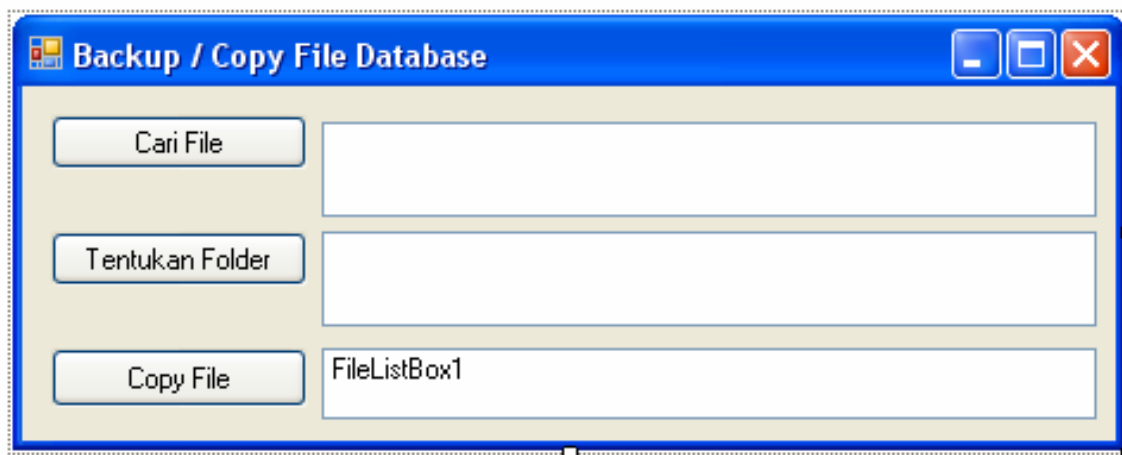 Backup / Copy File Database
Cari File
Tentukan Folder
Copy File
FileListBox1